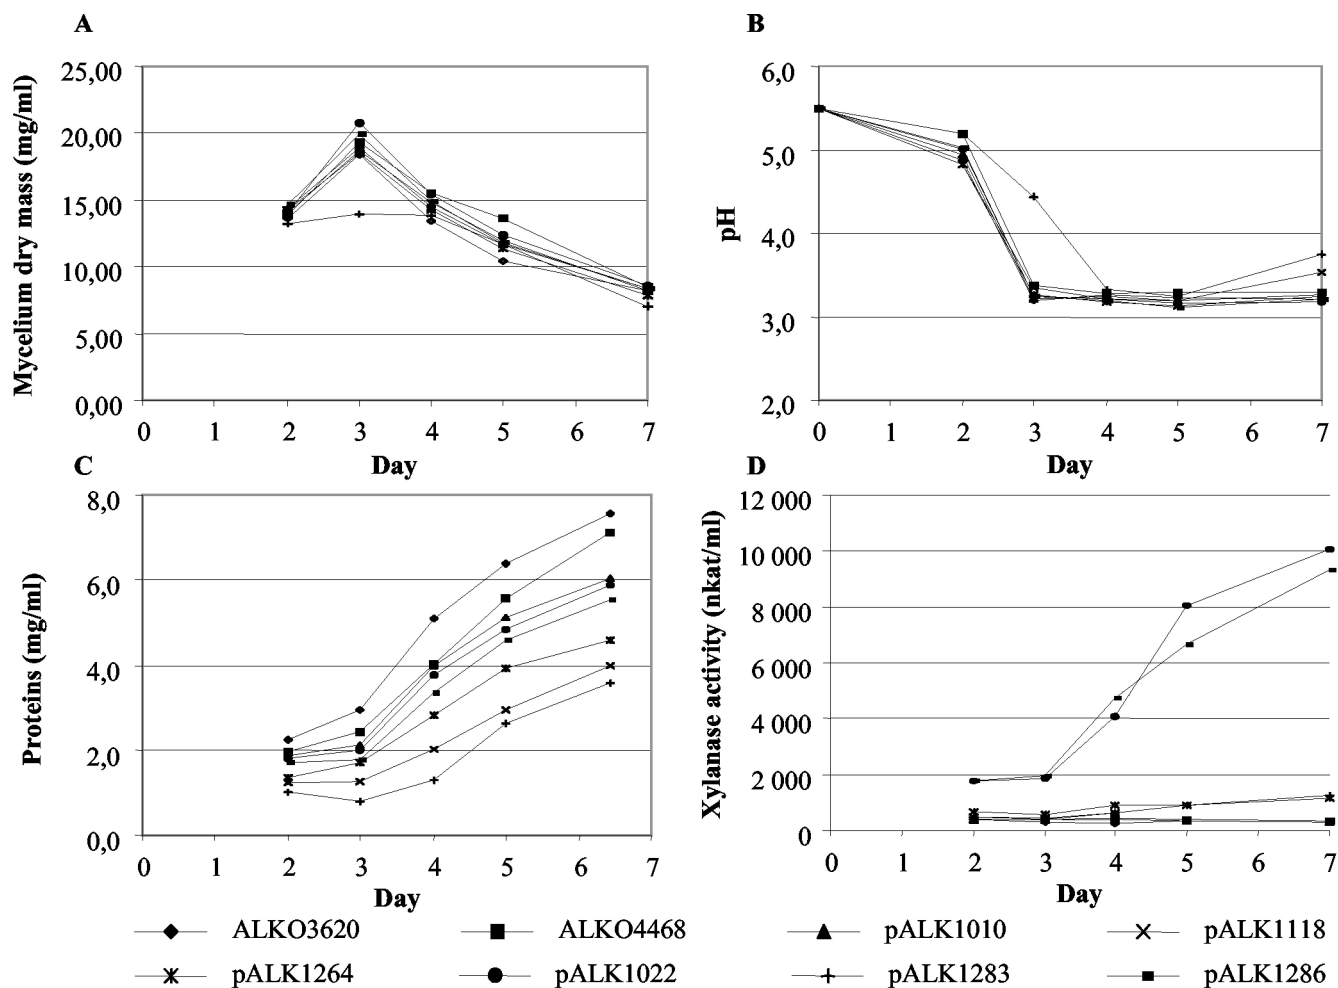 A
B
25,00
20,00
15,00
10,00
5,00
0,00
Mycelium dry mass (mg/ml)
0 1 2 3 4 5 6 7
Day
6,0
5,0
4,0
3,0
2,0
pH
0 1 2 3 4 5 6 7
Day
C
D
8,0
6,0
4,0
2,0
0,0
Proteins (mg/ml)
0 1 2 3 4 5 6 7
Day
12 000
10 000
8 000
6 000
4 000
2 000
0
Xylanase activity (nkat/ml)
0 1 2 3 4 5 6 7
Day
ALKO3620 ALKO4468 pALK1010 pALK1118
pALK1264 pALK1022 pALK1283 pALK1286